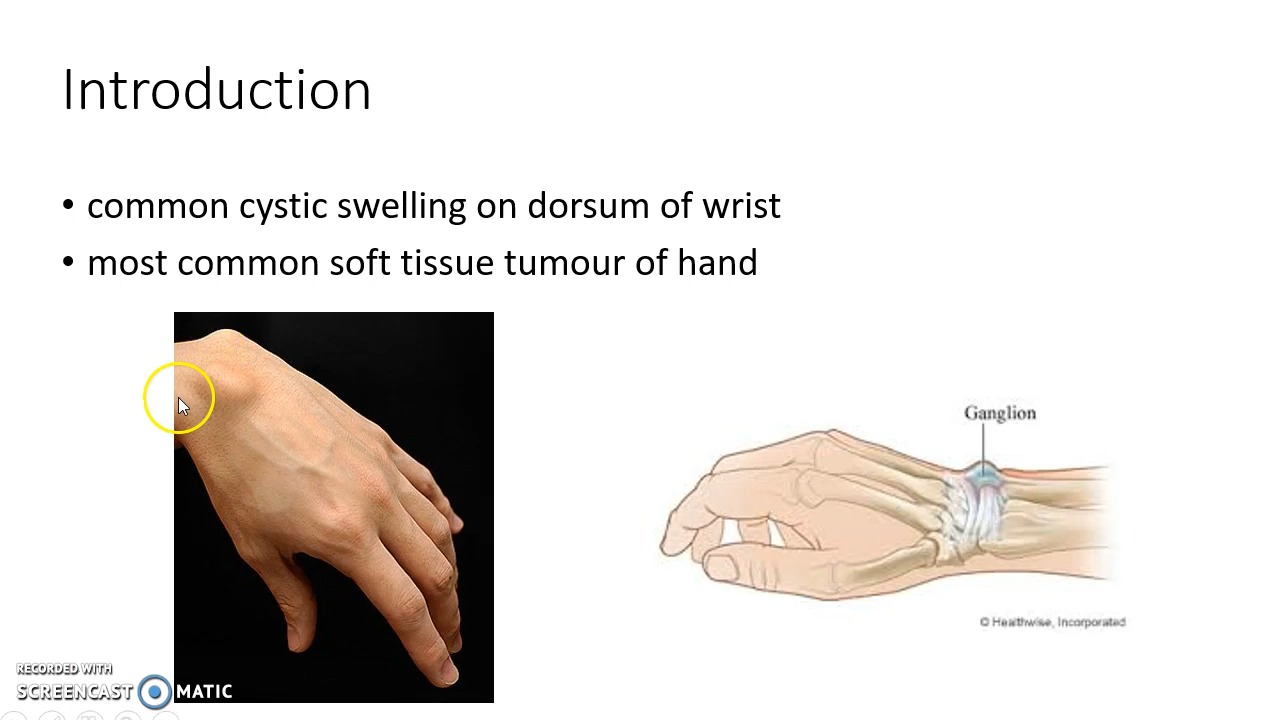 Introduction
• common cystic swelling on dorsum of wrist
• most common soft tissue tumour of hand
Ganglion
© Healthwise, Incorporated
RECORDED WITH
SCREENCAST MATIC